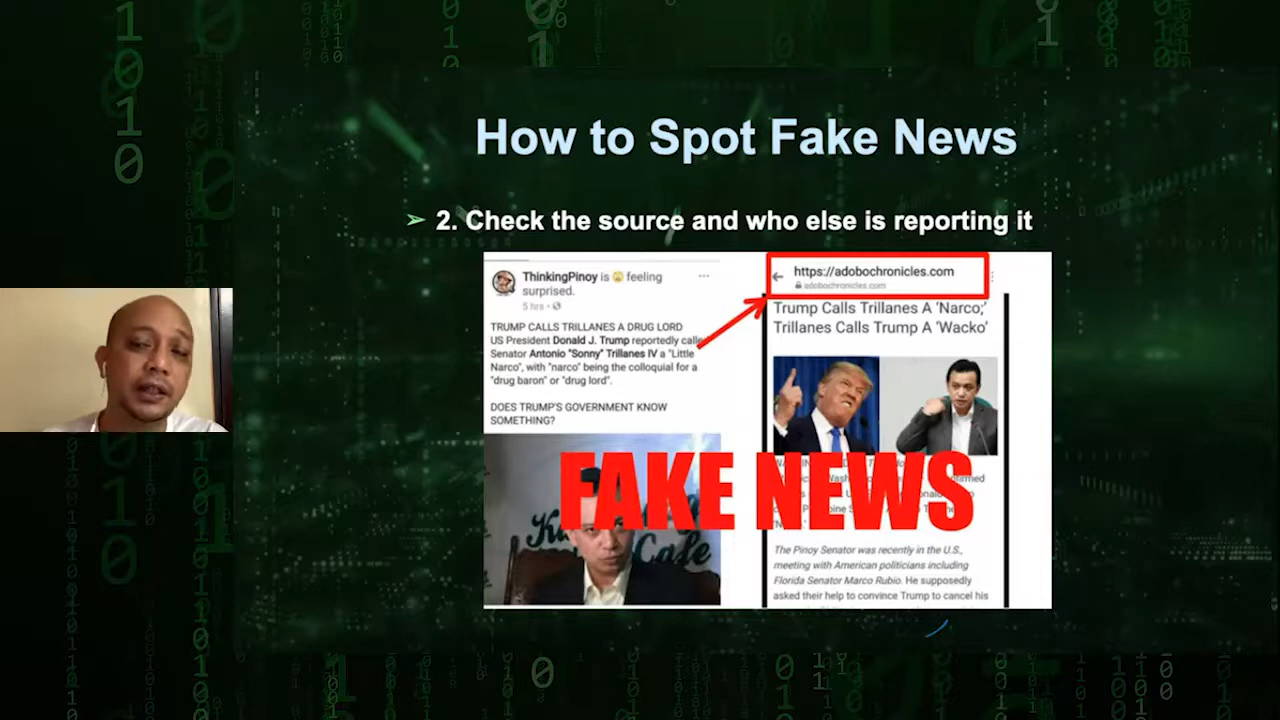 How to Spot Fake News
➢ 2. Check the source and who else is reporting it
ThinkingPinoy is 😲 feeling
surprised.
5 hrs
TRUMP CALLS TRILLANES A DRUG LORD
US President Donald J. Trump reportedly called
Senator Antonio "Sonny" Trillanes IV a "Little
Narco", with "narco" being the colloquial for a
"drug baron" or "drug lord".
DOES TRUMP'S GOVERNMENT KNOW
SOMETHING?
https://adobochronicles.com
adobochronicles.com
Trump Calls Trillanes A 'Narco;'
Trillanes Calls Trump A 'Wacko'
FAKE NEWS
The Pinoy Senator was recently in the U.S.,
meeting with American politicians including
Florida Senator Marco Rubio. He supposedly
asked their help to convince Trump to cancel his